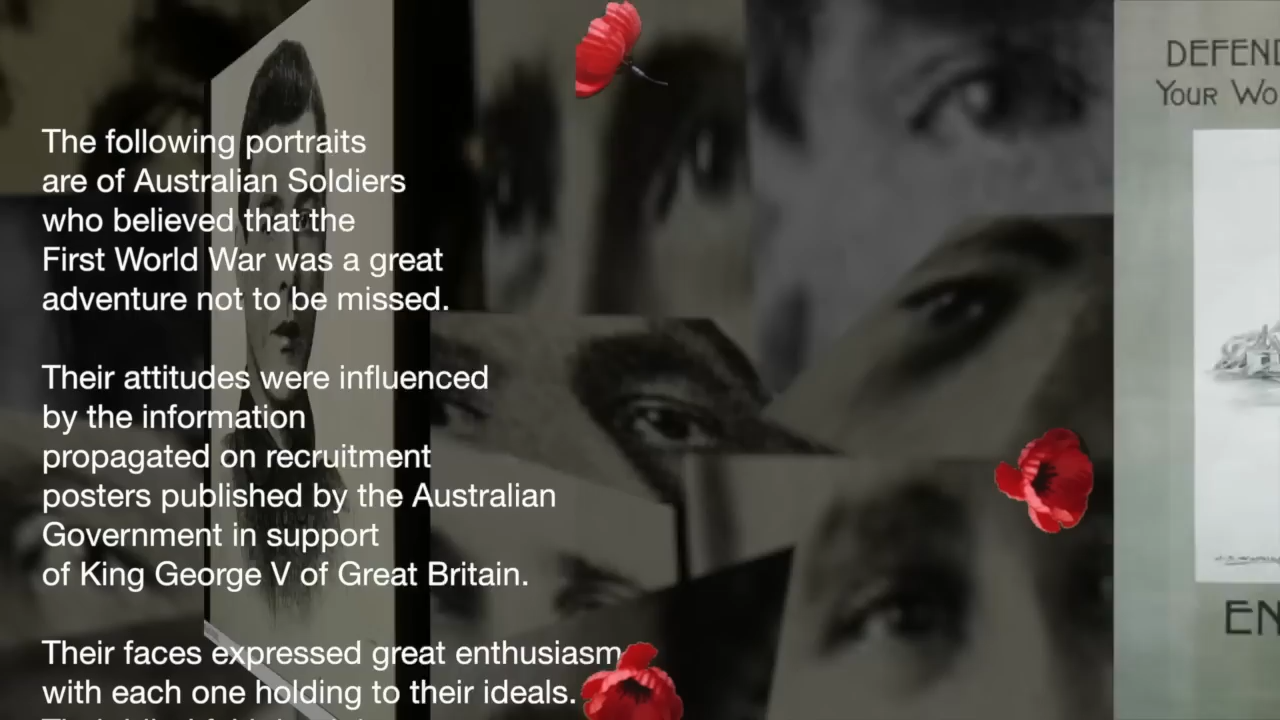 The following portraits
are of Australian Soldiers
who believed that the
First World War was a great
adventure not to be missed.
Their attitudes were influenced
by the information
propagated on recruitment
posters published by the Australian
Government in support
of King George V of Great Britain.
Their faces expressed great enthusiasm
with each one holding to their ideals.
DEFEND
YOUR